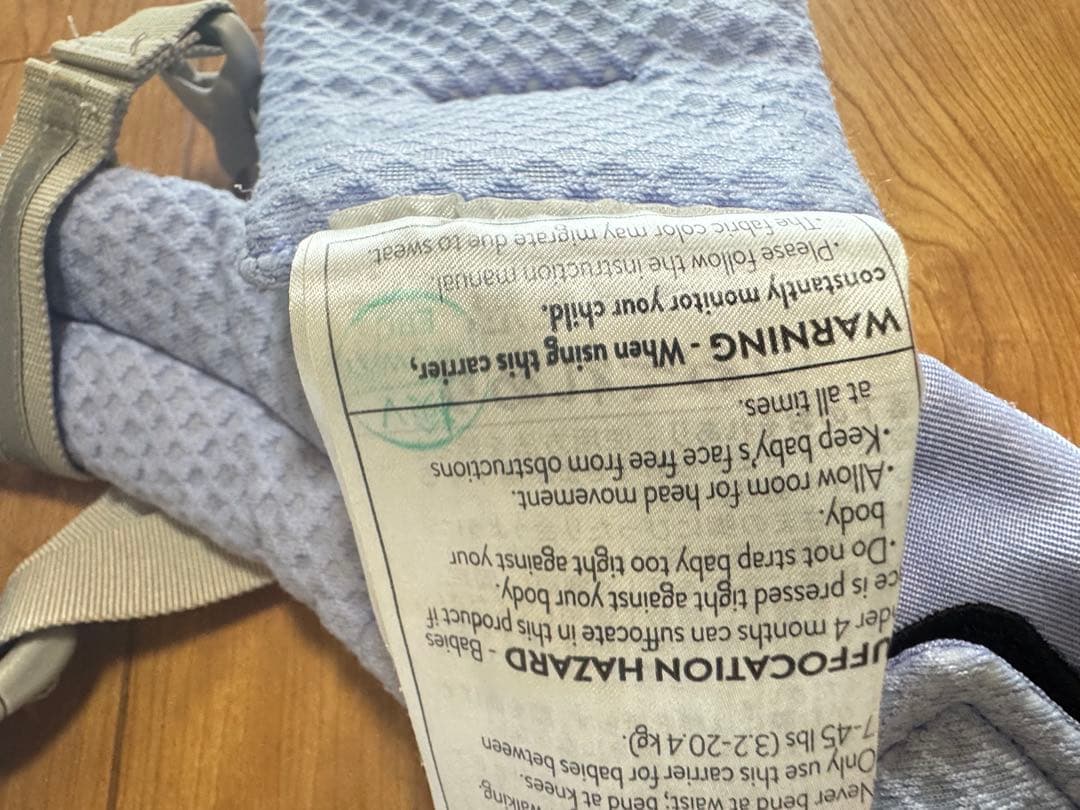 walking.
Never bend at waist; bend at knees.
Only use this carrier for babies between
7-45 lbs (3.2-20.4 kg).
UFFOCATION HAZARD - Babies
der 4 months can suffocate in this product if
ce is pressed tight against your body.
•Do not strap baby too tight against your
body.
•Allow room for head movement.
•Keep baby's face free from obstructions
at all times.
WARNING - When using this carrier,
constantly monitor your child.
•Please follow the instruction manual.
•The fabric color may migrate due to sweat.